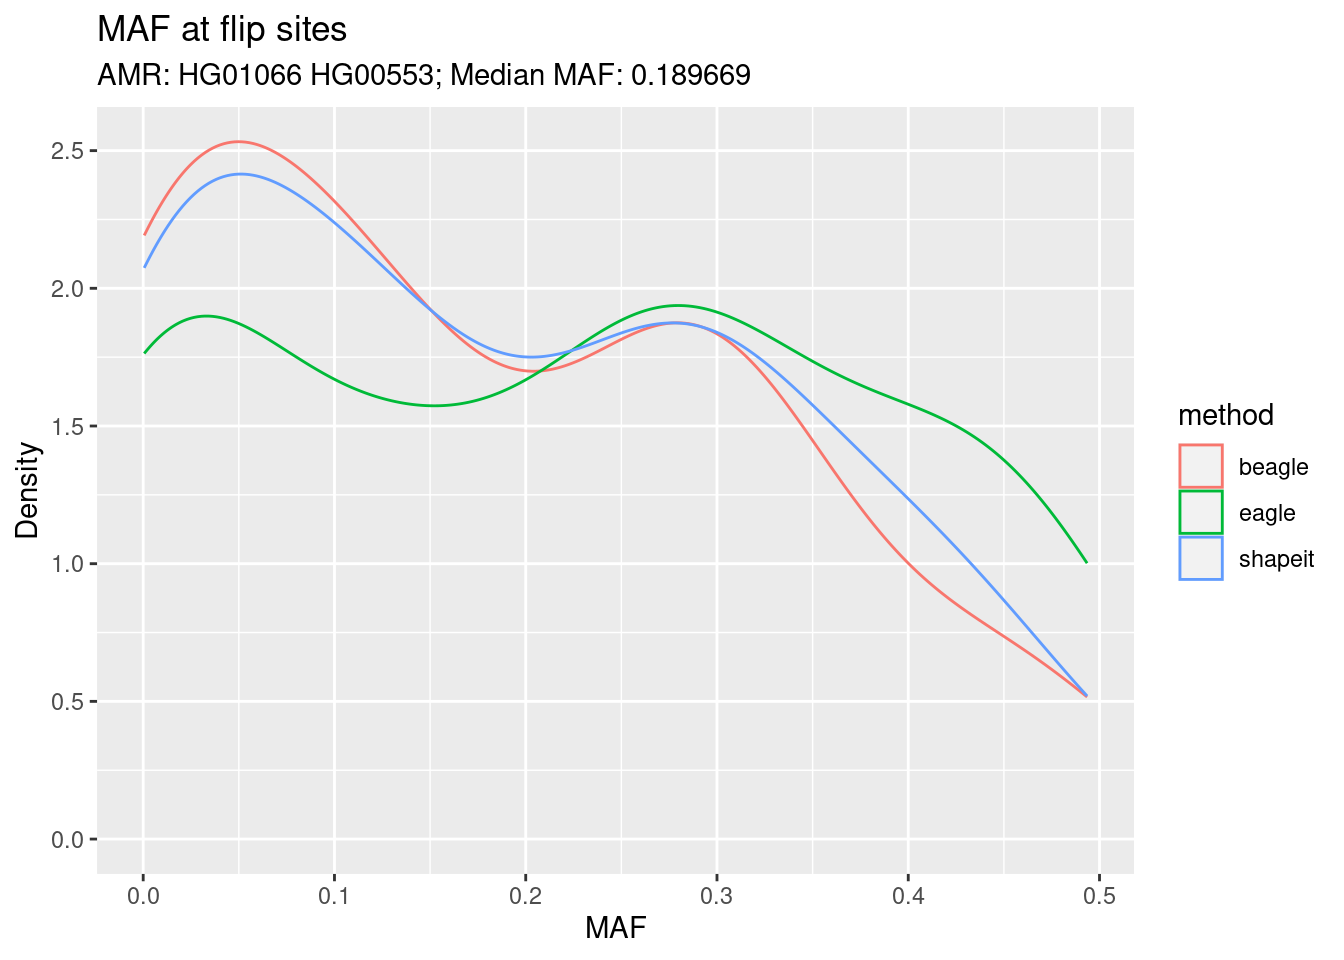 MAF at flip sites
AMR: HG01066 HG00553; Median MAF: 0.189669
2.5
2.0
1.5
1.0
0.5
0.0
Density
0.0 0.1 0.2 0.3 0.4 0.5
MAF
method
beagle
eagle
shapeit